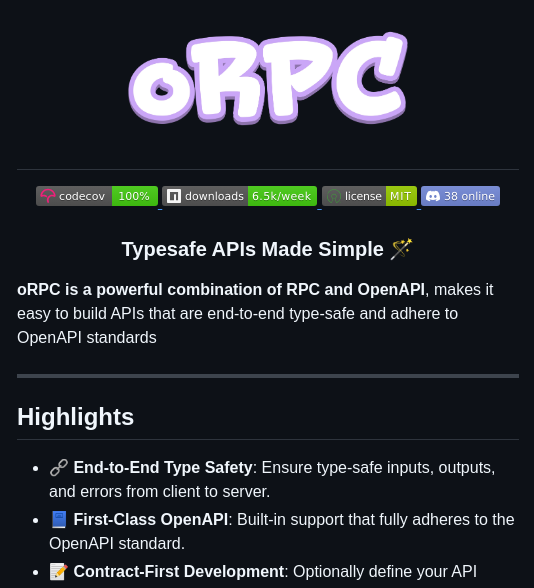 oRPC
codecov 100% downloads 6.5k/week license MIT 38 online
Typesafe APIs Made Simple 🪄
oRPC is a powerful combination of RPC and OpenAPI, makes it
easy to build APIs that are end-to-end type-safe and adhere to
OpenAPI standards
Highlights
• 🔗 End-to-End Type Safety: Ensure type-safe inputs, outputs,
and errors from client to server.
• 📘 First-Class OpenAPI: Built-in support that fully adheres to the
OpenAPI standard.
• 📝 Contract-First Development: Optionally define your API